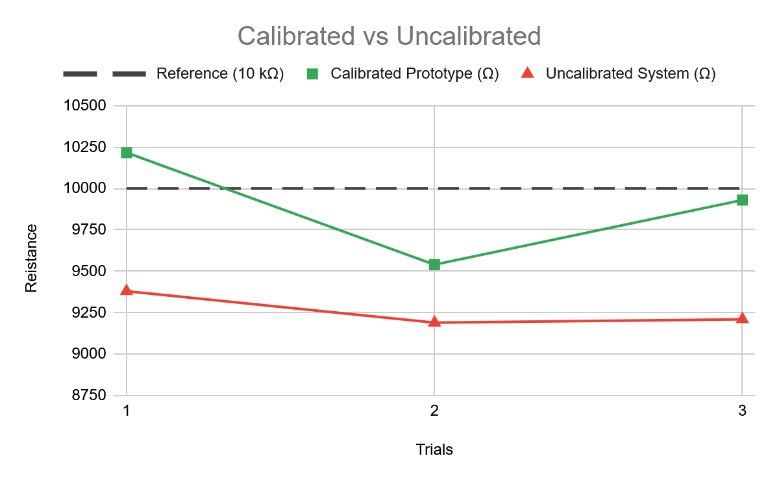 Calibrated vs Uncalibrated
Reference (10 kΩ) Calibrated Prototype (Ω) Uncalibrated System (Ω)
10500
10250
10000
9750
9500
9250
9000
8750
Reistance
1 2 3
Trials